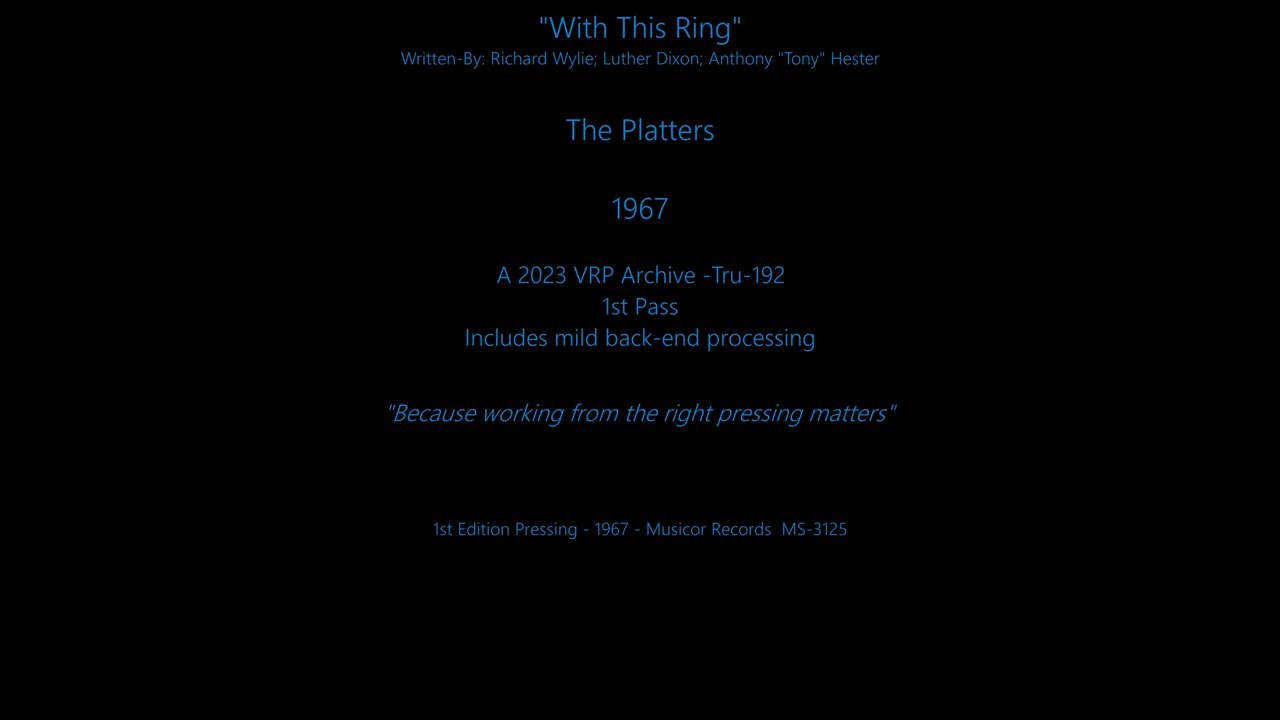 "With This Ring"
Written-By: Richard Wylie; Luther Dixon; Anthony "Tony" Hester
The Platters
1967
A 2023 VRP Archive -Tru-192
1st Pass
Includes mild back-end processing
"Because working from the right pressing matters"
1st Edition Pressing - 1967 - Musicor Records  MS-3125